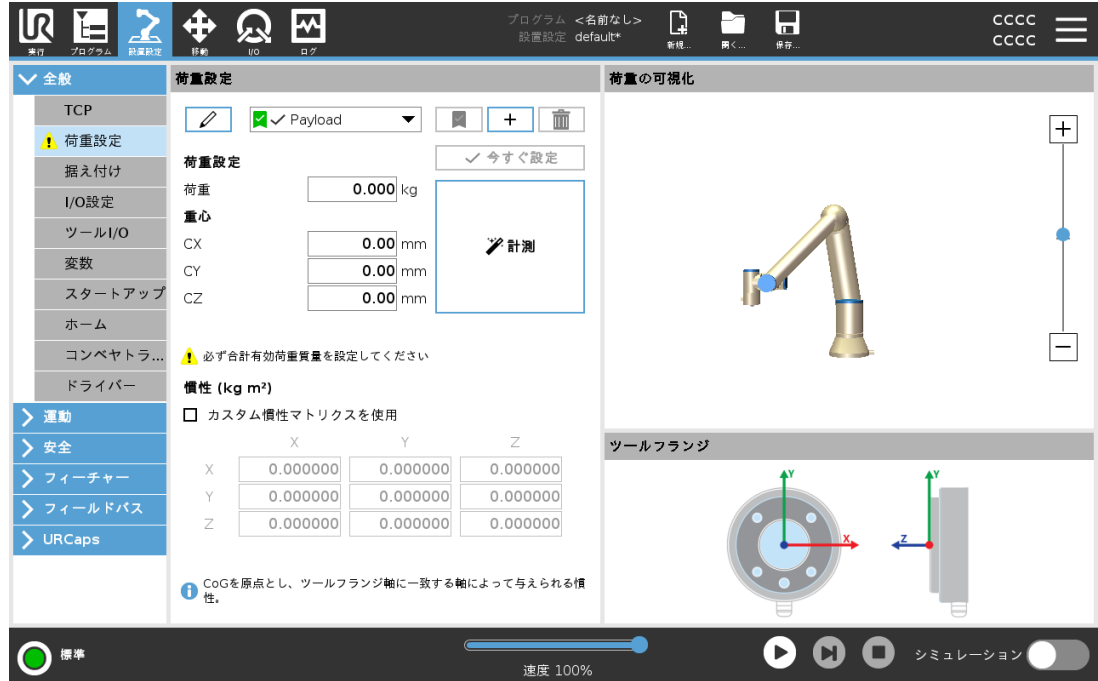 UR
実行
プログラム
設置設定
移動
I/O
ログ
プログラム <名前なし>
設置設定 default*
新規...
開く...
保存...
CCCC
CCCC
全般
TCP
荷重設定
据え付け
I/O設定
ツールI/O
変数
スタートアップ
ホーム
コンベヤトラ...
ドライバー
運動
安全
フィーチャー
フィールドバス
URCaps
荷重設定
Payload
荷重設定
今すぐ設定
荷重 0.000 kg
重心
CX 0.00 mm
CY 0.00 mm
CZ 0.00 mm
計測
必ず合計有効荷重質量を設定してください
慣性 (kg m²)
カスタム慣性マトリクスを使用
X Y Z
X 0.000000 0.000000 0.000000
Y 0.000000 0.000000 0.000000
Z 0.000000 0.000000 0.000000
CoGを原点とし、ツールフランジ軸に一致する軸によって与えられる慣
性。
荷重の可視化
ツールフランジ
Y
X
Y
Z
標準
速度 100%
シミュレーション